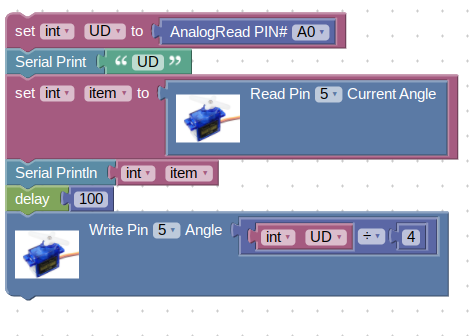 set int UD to AnalogRead PIN# A0
Serial Print “ UD ”
set int item to Read Pin 5 Current Angle
Serial Println int item
delay 100
Write Pin 5 Angle int UD ÷ 4